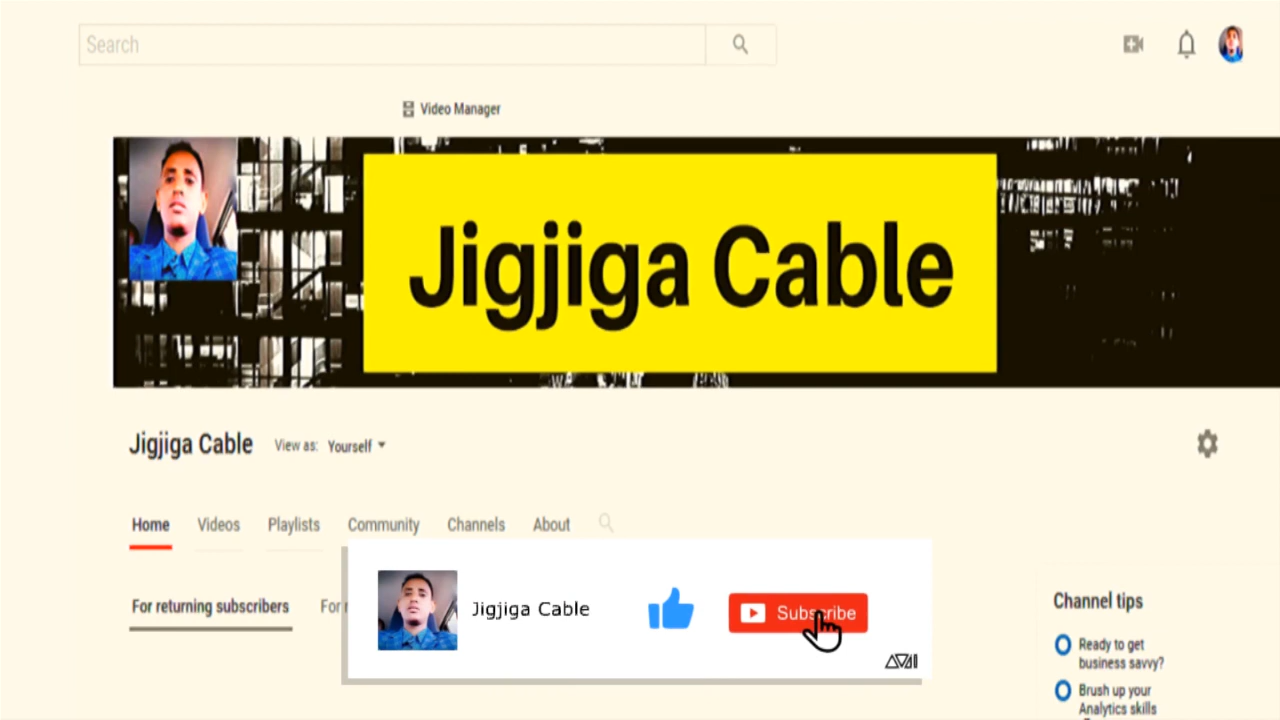 Search
Video Manager
Jigjiga Cable
Jigjiga Cable View as: Yourself
Home Videos Playlists Community Channels About
For returning subscribers For
Jigjiga Cable Subscribe
Channel tips
Ready to get
business savvy?
Brush up your
Analytics skills